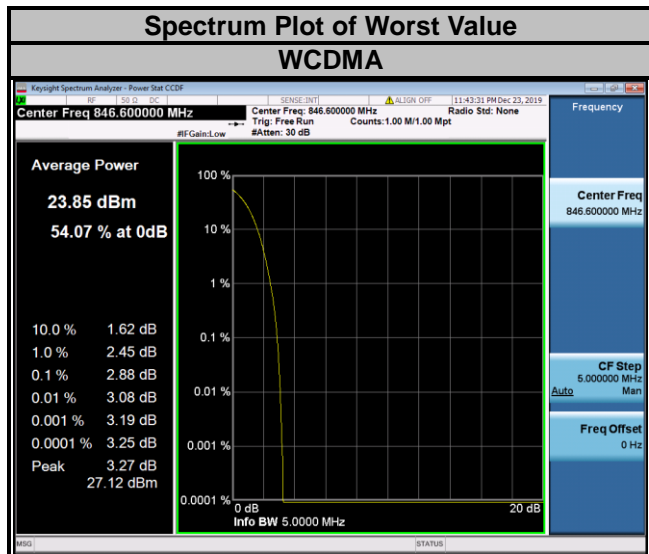 Spectrum Plot of Worst Value
WCDMA
Keysight Spectrum Analyzer - Power Stat CCDF
RF 50 Ω DC SENSE:INT ALIGN OFF 11:43:31 PM Dec 23, 2019
Center Freq 846.600000 MHz
Center Freq: 846.600000 MHz Radio Std: None
Trig: Free Run Counts:1.00 M/1.00 Mpt
#IFGain:Low #Atten: 30 dB
Frequency
Average Power
23.85 dBm
54.07 % at 0dB
10.0 % 1.62 dB
1.0 % 2.45 dB
0.1 % 2.88 dB
0.01 % 3.08 dB
0.001 % 3.19 dB
0.0001 % 3.25 dB
Peak 3.27 dB
27.12 dBm
100 %
10 %
1 %
0.1 %
0.01 %
0.001 %
0.0001 %
0 dB 20 dB
Info BW 5.0000 MHz
Center Freq
846.600000 MHz
CF Step
5.000000 MHz
Auto Man
Freq Offset
0 Hz
MSG STATUS